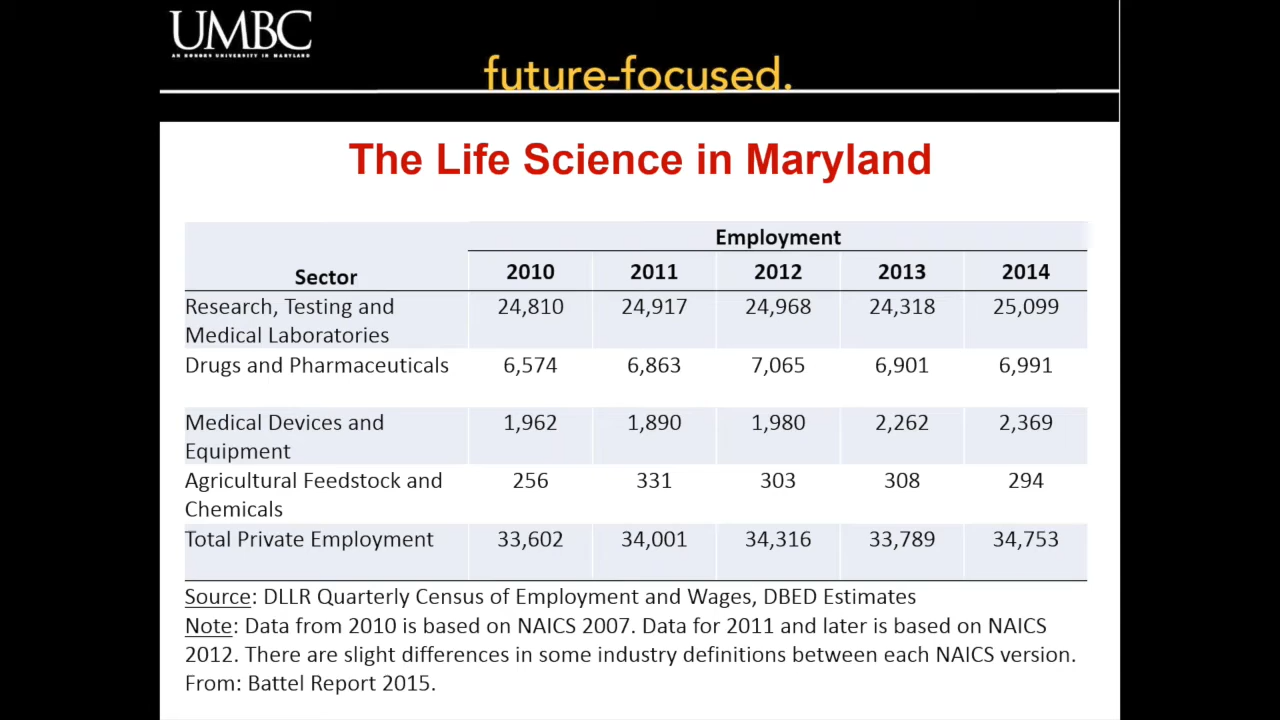 UMBC
AN HONORS UNIVERSITY IN MARYLAND
future-focused.
The Life Science in Maryland
Employment
Sector 2010 2011 2012 2013 2014
Research, Testing and 24,810 24,917 24,968 24,318 25,099
Medical Laboratories
Drugs and Pharmaceuticals 6,574 6,863 7,065 6,901 6,991
Medical Devices and 1,962 1,890 1,980 2,262 2,369
Equipment
Agricultural Feedstock and 256 331 303 308 294
Chemicals
Total Private Employment 33,602 34,001 34,316 33,789 34,753
Source: DLLR Quarterly Census of Employment and Wages, DBED Estimates
Note: Data from 2010 is based on NAICS 2007. Data for 2011 and later is based on NAICS
2012. There are slight differences in some industry definitions between each NAICS version.
From: Battel Report 2015.